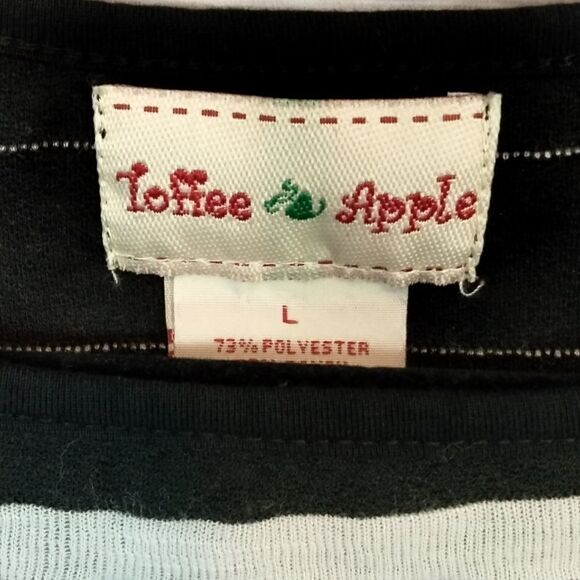 Toffee Apple
L
73% POLYESTER